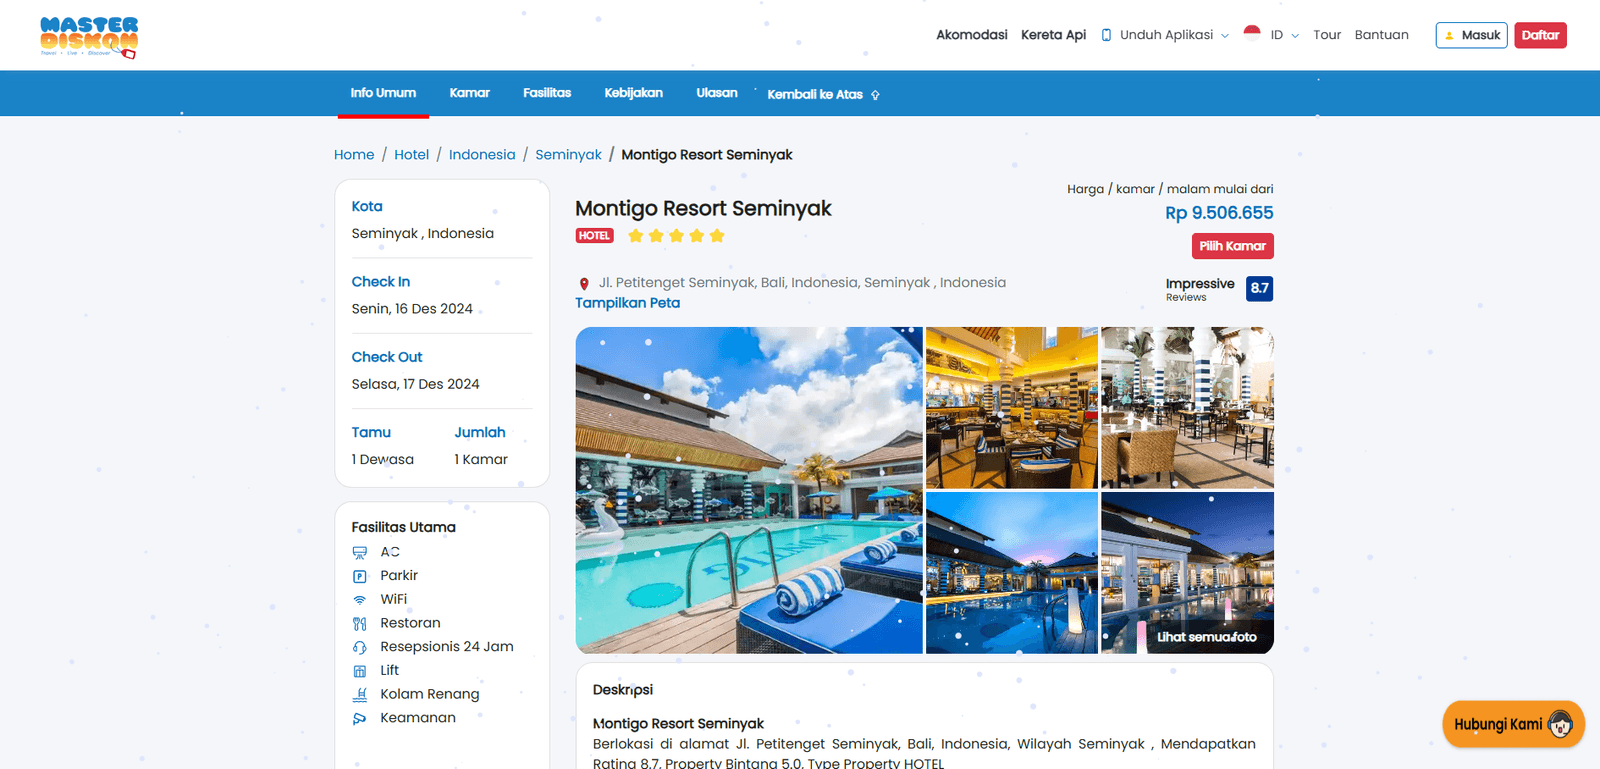 MASTER
DISKON
Travel • Live • Discover
Akomodasi Kereta Api Unduh Aplikasi ID Tour Bantuan Masuk Daftar
Info Umum Kamar Fasilitas Kebijakan Ulasan Kembali ke Atas
Home / Hotel / Indonesia / Seminyak / Montigo Resort Seminyak
Kota
Seminyak , Indonesia
Check In
Senin, 16 Des 2024
Check Out
Selasa, 17 Des 2024
Tamu Jumlah
1 Dewasa 1 Kamar
Fasilitas Utama
AC
Parkir
WiFi
Restoran
Resepsionis 24 Jam
Lift
Kolam Renang
Keamanan
Montigo Resort Seminyak
HOTEL
Harga / kamar / malam mulai dari
Rp 9.506.655
Pilih Kamar
Jl. Petitenget Seminyak, Bali, Indonesia, Seminyak , Indonesia
Tampilkan Peta
Impressive
Reviews
8.7
Lihat semua foto
Deskripsi
Montigo Resort Seminyak
Berlokasi di alamat Jl. Petitenget Seminyak, Bali, Indonesia, Wilayah Seminyak , Mendapatkan
Rating 8.7, Property Bintang 5.0, Type Property HOTEL
Hubungi Kami